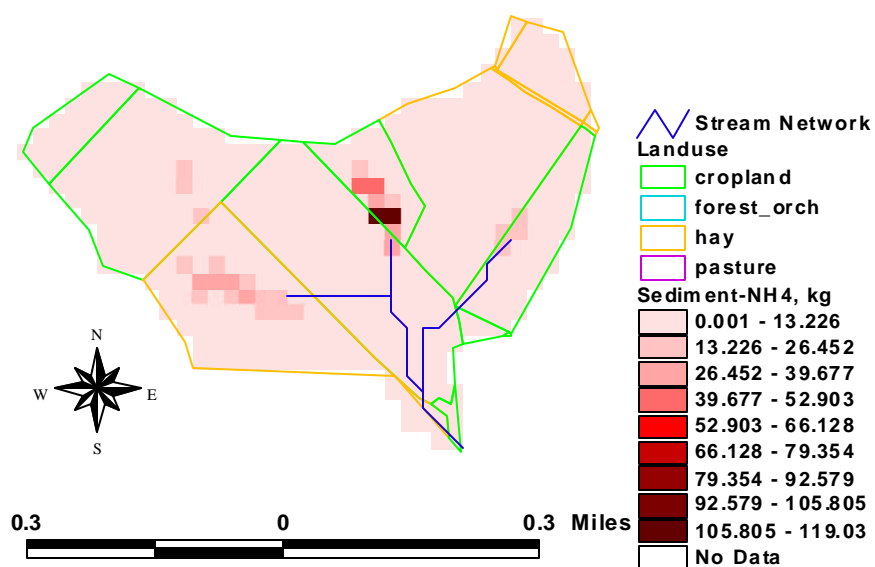 Stream Network
Landuse
cropland
forest_orch
hay
pasture
Sediment-NH4, kg
0.001 - 13.226
13.226 - 26.452
26.452 - 39.677
39.677 - 52.903
52.903 - 66.128
66.128 - 79.354
79.354 - 92.579
92.579 - 105.805
105.805 - 119.03
No Data
N
W E
S
0.3 0 0.3 Miles